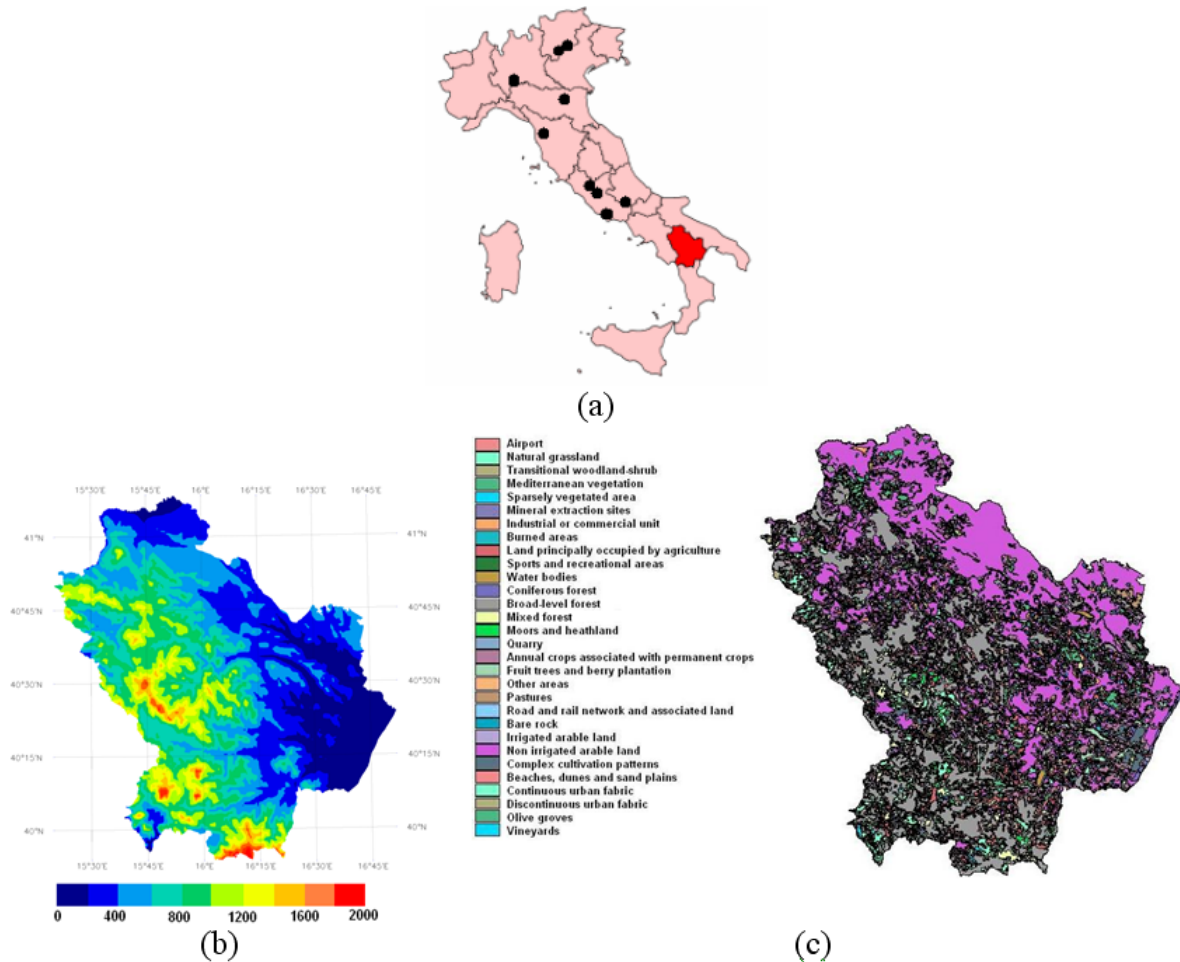 (a)
15°30'E 15°45'E 16°E 16°15'E 16°30'E 16°45'E
41°N 41°N
40°45'N 40°45'N
40°30'N 40°30'N
40°15'N 40°15'N
40°N 40°N
15°30'E 15°45'E 16°E 16°15'E 16°30'E 16°45'E
0 400 800 1200 1600 2000
(b)
Airport
Natural grassland
Transitional woodland-shrub
Mediterranean vegetation
Sparsely vegetated area
Mineral extraction sites
Industrial or commercial unit
Burned areas
Land principally occupied by agriculture
Sports and recreational areas
Water bodies
Coniferous forest
Broad-level forest
Mixed forest
Moors and heathland
Quarry
Annual crops associated with permanent crops
Fruit trees and berry plantation
Other areas
Pastures
Road and rail network and associated land
Bare rock
Irrigated arable land
Non irrigated arable land
Complex cultivation patterns
Beaches, dunes and sand plains
Continuous urban fabric
Discontinuous urban fabric
Olive groves
Vineyards
(c)